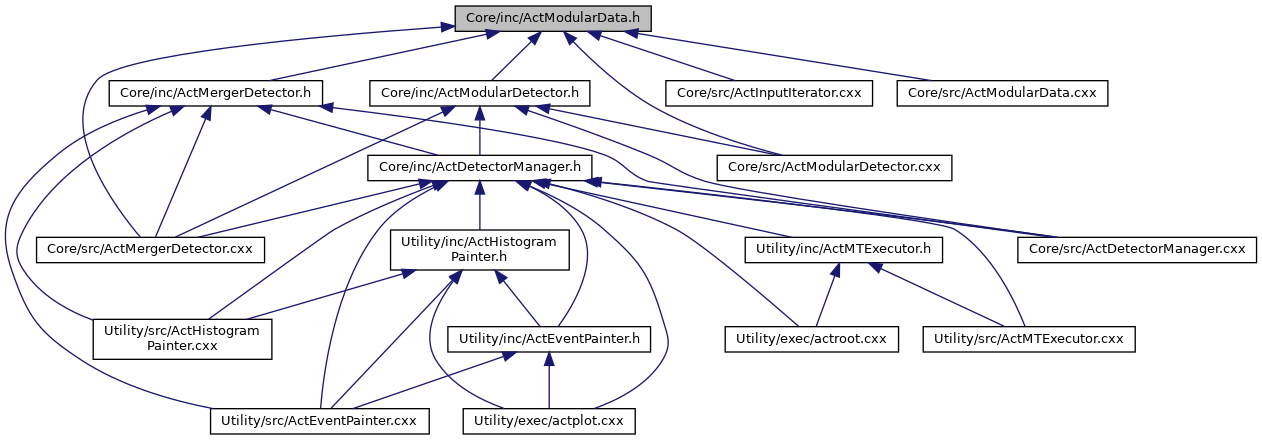 Core/inc/ActModularData.h
Core/inc/ActMergerDetector.h
Core/inc/ActModularDetector.h
Core/src/ActInputIterator.cxx
Core/src/ActModularData.cxx
Core/inc/ActDetectorManager.h
Core/src/ActModularDetector.cxx
Core/src/ActMergerDetector.cxx
Utility/inc/ActHistogram
Painter.h
Utility/inc/ActMTExecutor.h
Core/src/ActDetectorManager.cxx
Utility/src/ActHistogram
Painter.cxx
Utility/inc/ActEventPainter.h
Utility/exec/actroot.cxx
Utility/src/ActMTExecutor.cxx
Utility/src/ActEventPainter.cxx
Utility/exec/actplot.cxx